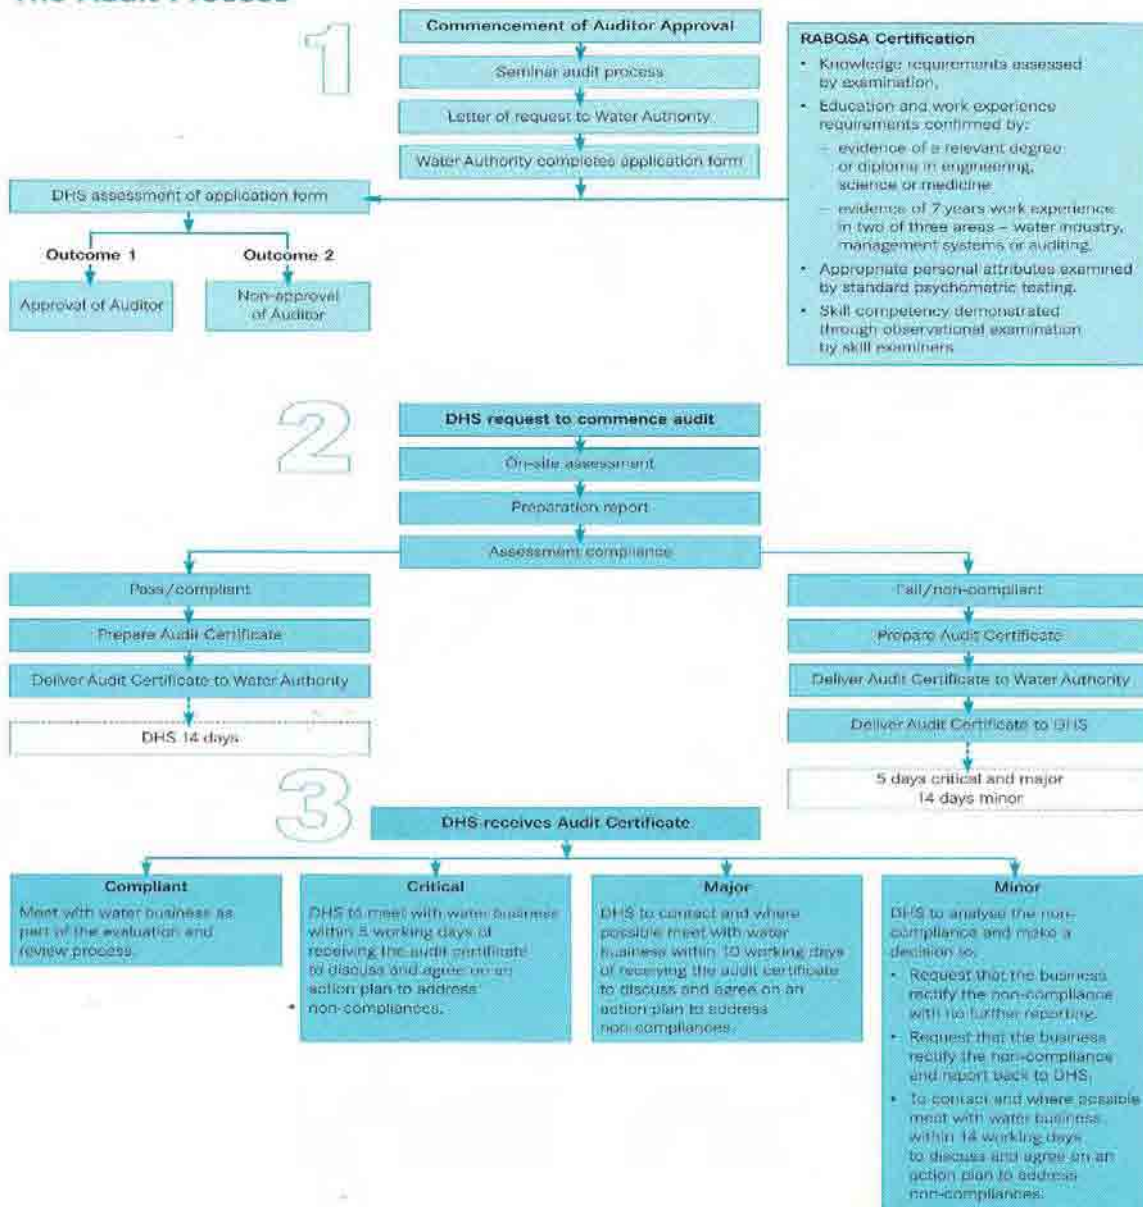 The Audit Process
1
Commencement of Auditor Approval
Seminar audit process
Letter of request to Water Authority
Water Authority completes application form
RABQSA Certification
• Knowledge requirements assessed
by examination.
• Education and work experience
requirements confirmed by:
– evidence of a relevant degree
or diploma in engineering,
science or medicine
– evidence of 7 years work experience
in two of three areas – water industry,
management systems or auditing.
• Appropriate personal attributes examined
by standard psychometric testing.
• Skill competency demonstrated
through observational examination
by skill examiners
DHS assessment of application form
Outcome 1
Outcome 2
Approval of Auditor
Non-approval
of Auditor
2
DHS request to commence audit
On-site assessment
Preparation report
Assessment compliance
Pass/compliant
Prepare Audit Certificate
Deliver Audit Certificate to Water Authority
DHS 14 days
Fail/non-compliant
Prepare Audit Certificate
Deliver Audit Certificate to Water Authority
Deliver Audit Certificate to DHS
5 days critical and major
14 days minor
3
DHS receives Audit Certificate
Compliant
Meet with water business as
part of the evaluation and
review process.
Critical
DHS to meet with water business
within 5 working days of
receiving the audit certificate
to discuss and agree on an
action plan to address
• non-compliances.
Major
DHS to contact and where
possible meet with water
business within 10 working days
of receiving the audit certificate
to discuss and agree on an
action plan to address
non-compliances.
Minor
DHS to analyse the non-
compliance and make a
decision to:
• Request that the business
rectify the non-compliance
with no further reporting.
• Request that the business
rectify the non-compliance
and report back to DHS.
• To contact and where possible
meet with water business
within 14 working days
to discuss and agree on an
action plan to address
non-compliances.